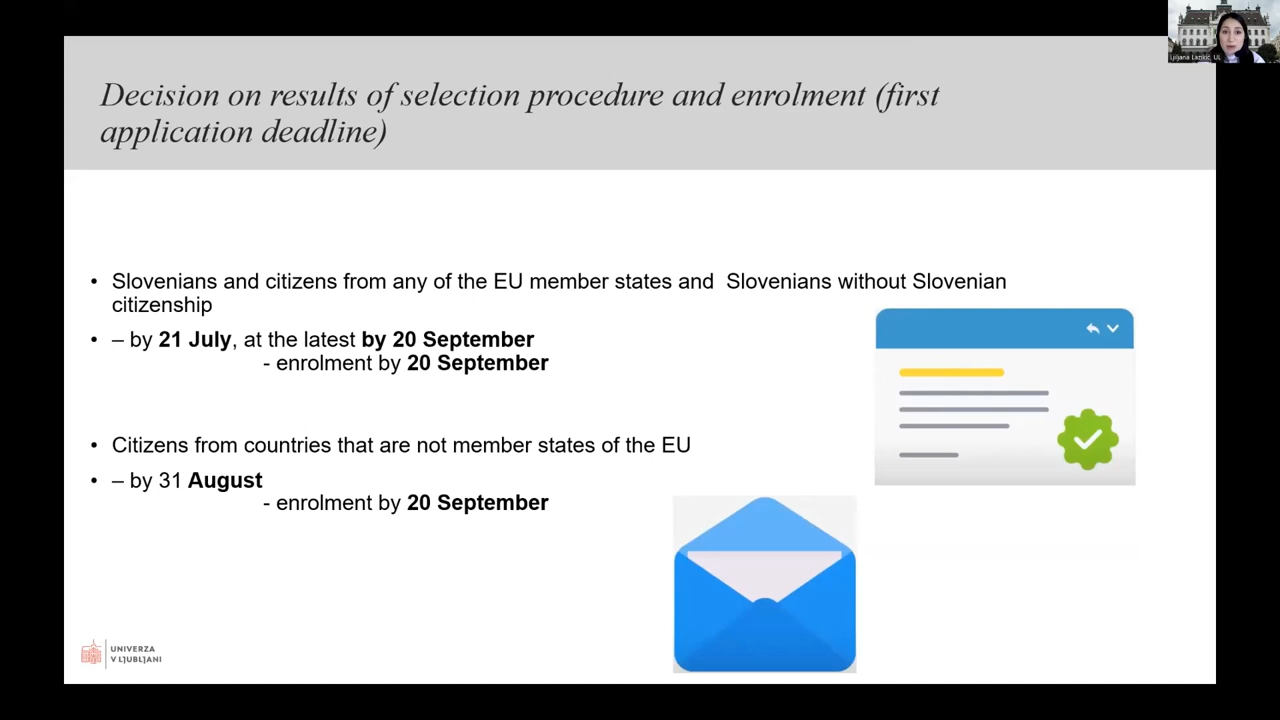 Ljiljana Lazikić, UL
Decision on results of selection procedure and enrolment (first
application deadline)
• Slovenians and citizens from any of the EU member states and Slovenians without Slovenian
citizenship
• – by 21 July, at the latest by 20 September
- enrolment by 20 September
• Citizens from countries that are not member states of the EU
• – by 31 August
- enrolment by 20 September
UNIVERZA
V LJUBLJANI